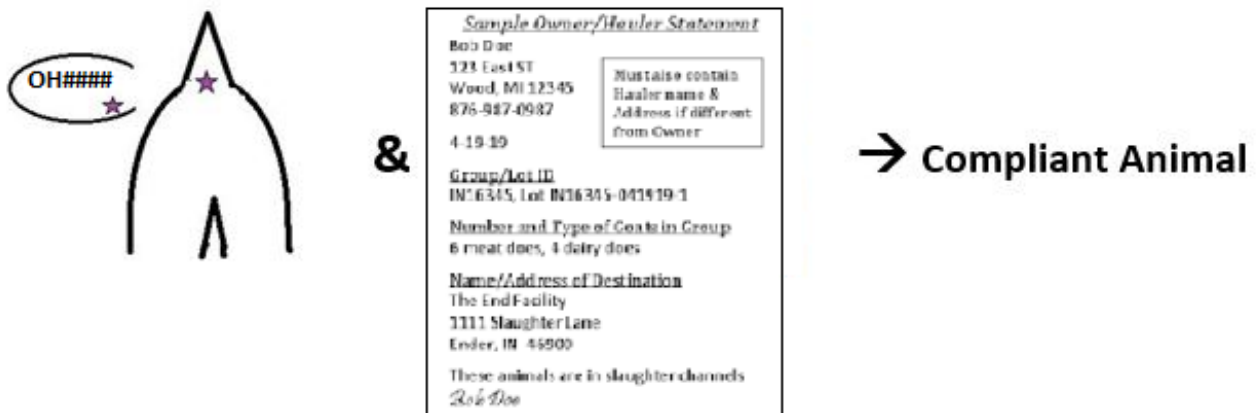 OH####
&
Sample Owner/Hauler Statement
Bob Doe
123 East ST
Wood, MI 12345
876-987-0987
4-19-19
Must also contain
Hauler name &
Address if different
from Owner
Group/Lot ID
IN16345, Lot IN16345-041919-1
Number and Type of Goats in Group
6 meat does, 4 dairy does
Name/Address of Destination
The End Facility
1111 Slaughter Lane
Ender, IN 46900
These animals are in slaughter channels
Bob Doe
→ Compliant Animal